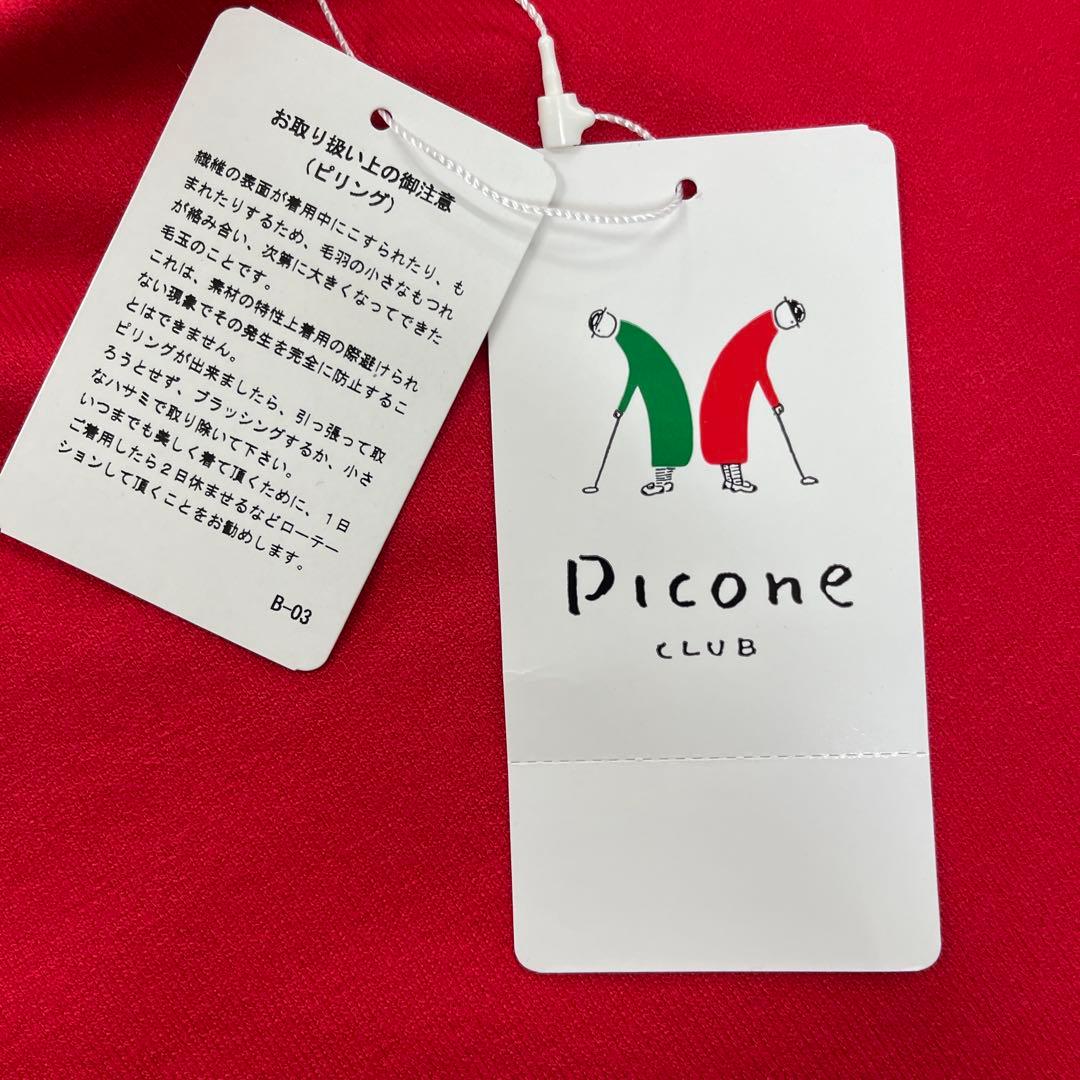 お取り扱い上の御注意
(ピリング)
繊維の表面が着用中にこすられたり、も
まれたりするため、毛羽の小さなもつれ
が絡み合い、次第に大きくなってできた
毛玉のことです。
これは、素材の特性上着用の際避けられ
ない現象でその発生を完全に防止するこ
とはできません。
ピリングが出来ましたら、引っ張って取
ろうとせず、ブラッシングするか、小さ
なハサミで取り除いて下さい。
いつまでも美しく着て頂くために、1日
ご着用したら2日休ませるなどローテー
ションして頂くことをお勧めします。
B-03
Picone
CLUB